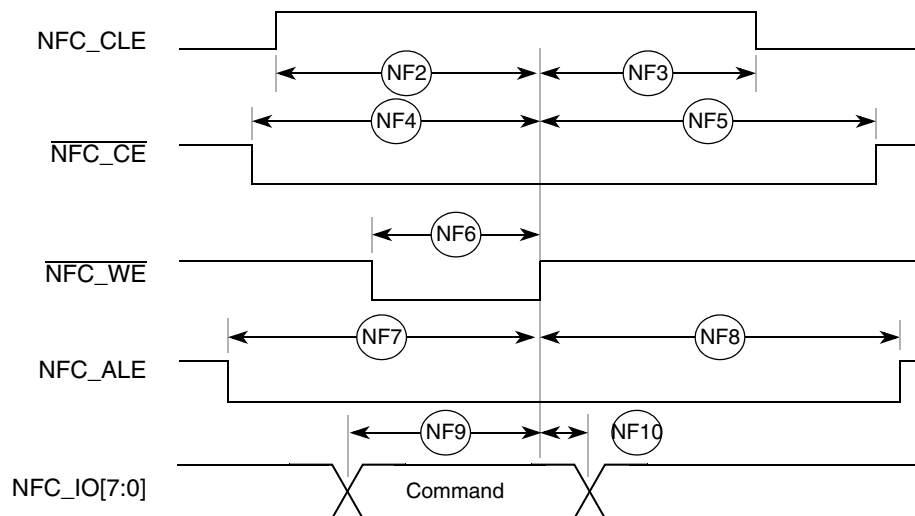 NFC_CLE
NF2
NF3
NF4
NF5
NFC_CE
NF6
NFC_WE
NF7
NF8
NFC_ALE
NF9
NF10
NFC_IO[7:0]
Command